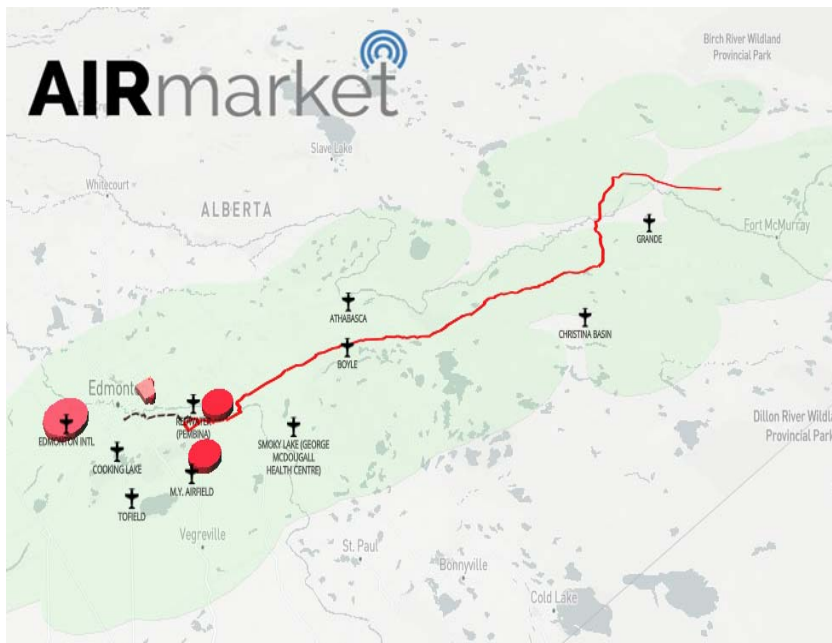 AIRmarket
Birch River Wildland
Provincial Park
Slave Lake
Whitecourt
ALBERTA
GRANDE
Fort McMurray
ATHABASCA
CHRISTINA BASIN
BOYLE
Edmont
EDMONTON INTL
(PEMBINA)
SMOKY LAKE (GEORGE
MCDOUGALL
HEALTH CENTRE)
Dillon River Wildla
Provincial Park
COOKING LAKE
M.Y. AIRFIELD
TOFIELD
Vegreville
St. Paul
Bonnyville
Cold Lake